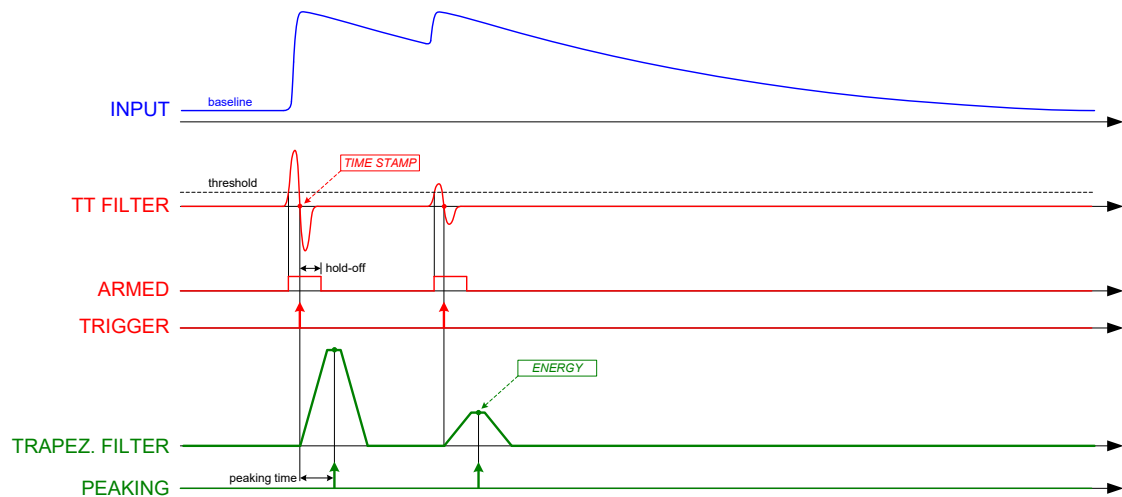 baseline
INPUT
TIME STAMP
threshold
TT FILTER
hold-off
ARMED
TRIGGER
ENERGY
TRAPEZ. FILTER
peaking time
PEAKING